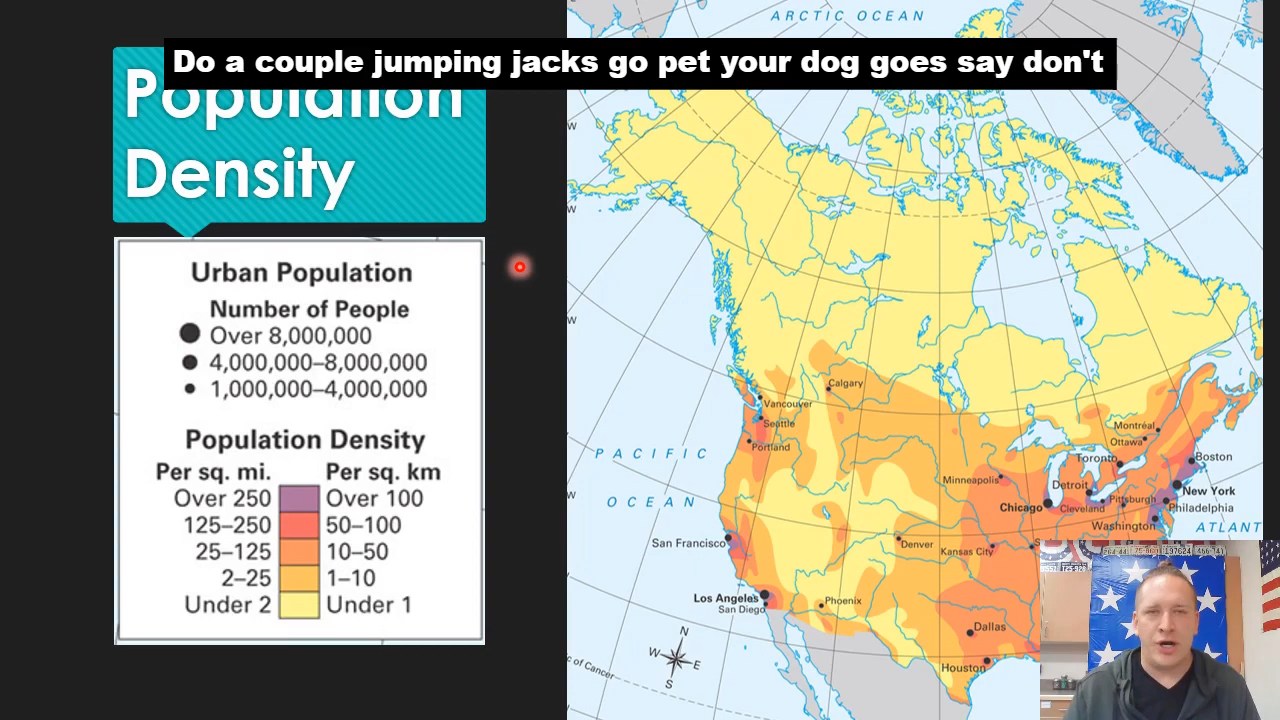 ARCTIC OCEAN
Do a couple jumping jacks go pet your dog goes say don't
Population
Density
Urban Population
Number of People
Over 8,000,000
4,000,000–8,000,000
1,000,000–4,000,000
Population Density
Per sq. mi. Per sq. km
Over 250 Over 100
125–250 50–100
25–125 10–50
2–25 1–10
Under 2 Under 1
W
W
W
W
Calgary
Vancouver
Seattle
Portland
PACIFIC
OCEAN
Montréal
Ottawa
Toronto
Boston
Minneapolis
Detroit
New York
Pittsburgh
Chicago
Cleveland
Philadelphia
Washington
ATLANT
San Francisco
Denver
Kansas City
S
Los Angeles
San Diego
Phoenix
Dallas
Houston
N
W
E
S
c of Cancer